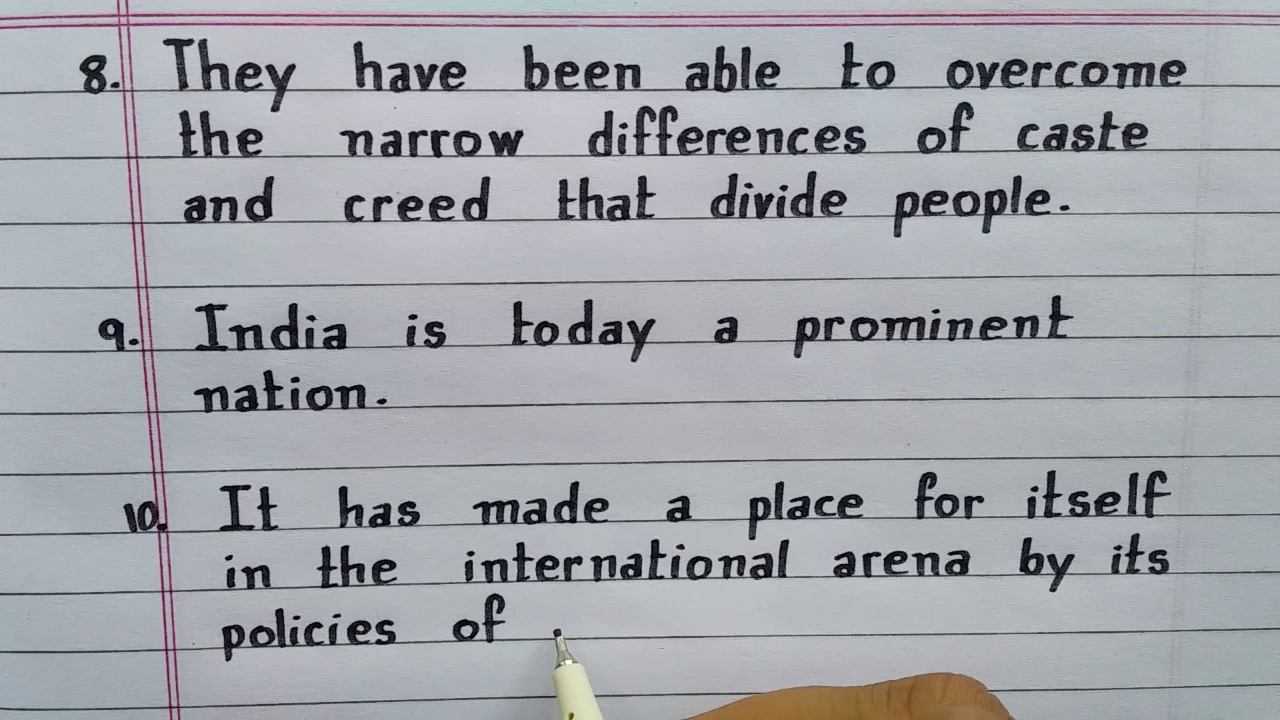 8. They have been able to overcome
the narrow differences of caste
and creed that divide people.
9. India is today a prominent
nation.
10. It has made a place for itself
in the international arena by its
policies of